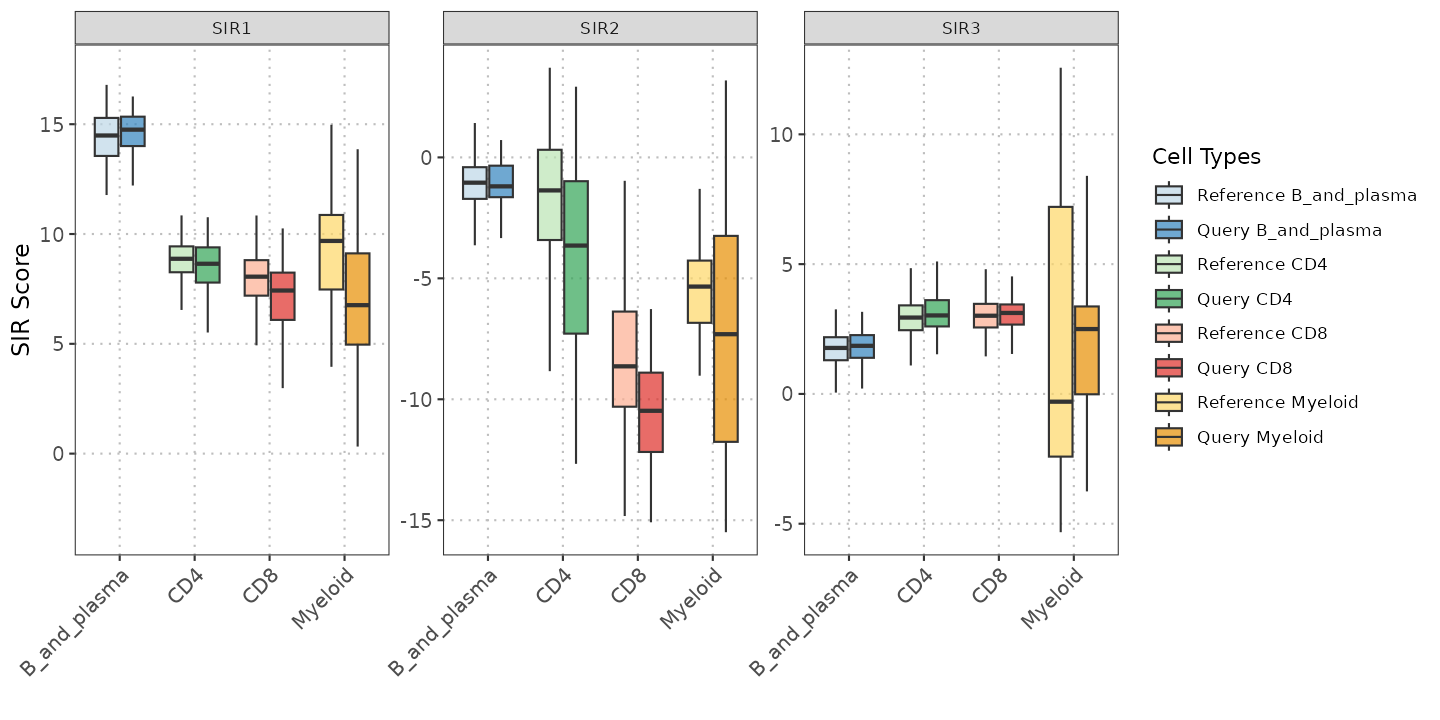 SIR1
SIR2
SIR3
SIR Score
15
10
5
0
0
-5
-10
-15
10
5
0
-5
B_and_plasma
CD4
CD8
Myeloid
B_and_plasma
CD4
CD8
Myeloid
B_and_plasma
CD4
CD8
Myeloid
Cell Types
Reference B_and_plasma
Query B_and_plasma
Reference CD4
Query CD4
Reference CD8
Query CD8
Reference Myeloid
Query Myeloid